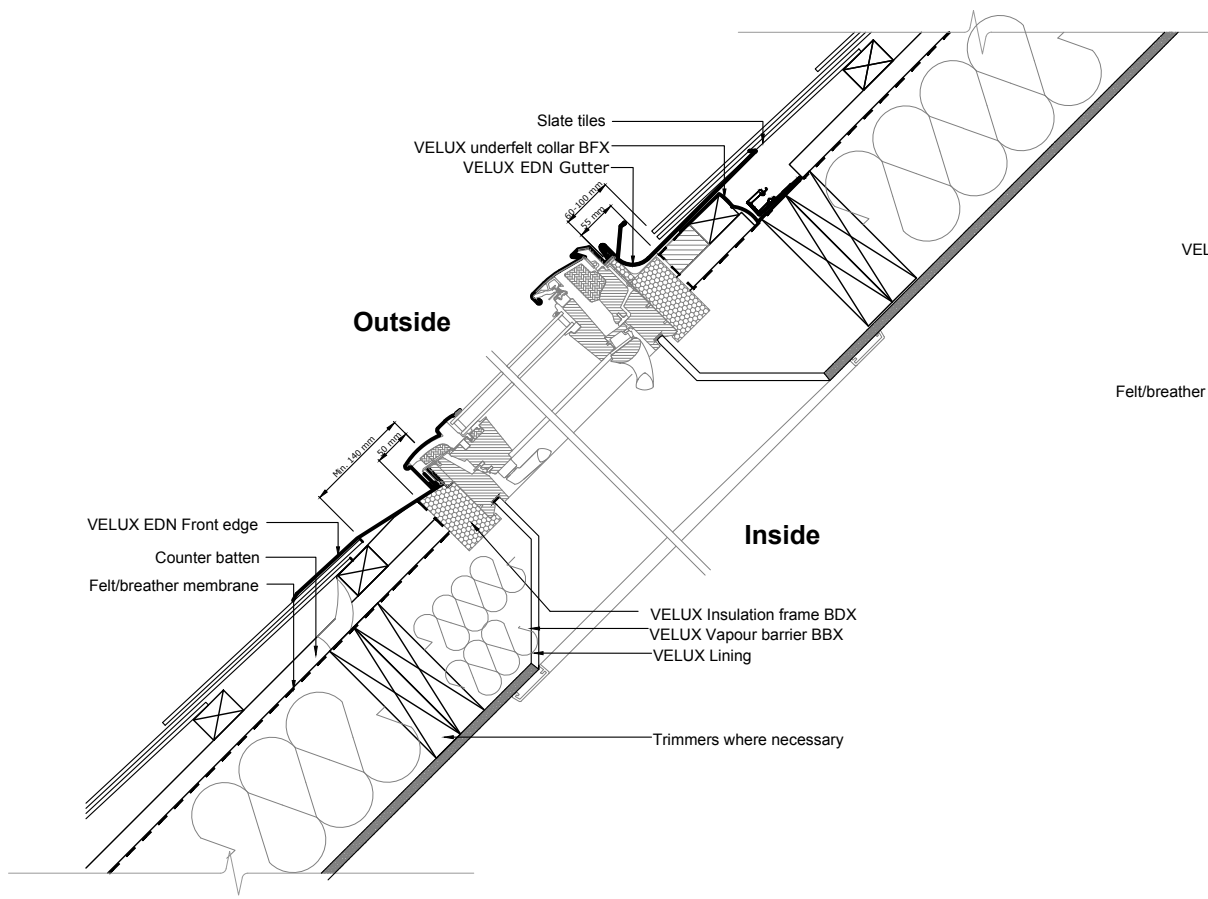 Slate tiles
VELUX underfelt collar BFX
VELUX EDN Gutter
60-100 mm
55 mm
VEL
Outside
Felt/breather
Min. 140 mm
50 mm
VELUX EDN Front edge
Inside
Counter batten
Felt/breather membrane
VELUX Insulation frame BDX
VELUX Vapour barrier BBX
VELUX Lining
Trimmers where necessary